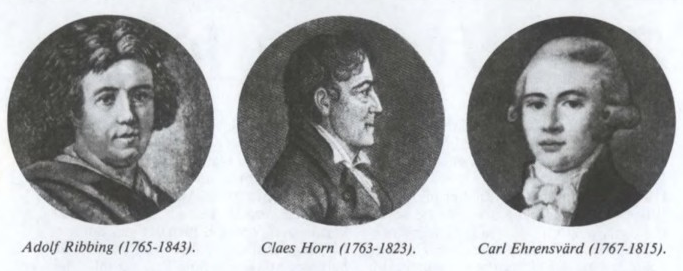 Adolf Ribbing (1765-1843).
Claes Horn (1763-1823).
Carl Ehrensvärd (1767-1815).